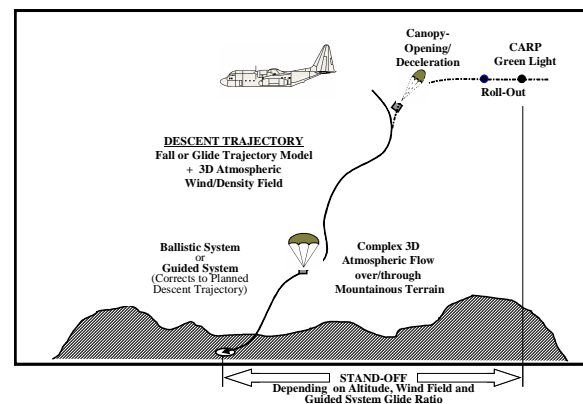 Canopy-
Opening/
Deceleration
CARP
Green Light
Roll-Out
DESCENT TRAJECTORY
Fall or Glide Trajectory Model
+ 3D Atmospheric
Wind/Density Field
Ballistic System
or
Guided System
(Corrects to Planned
Descent Trajectory)
Complex 3D
Atmospheric Flow
over/through
Mountainous Terrain
STAND-OFF
Depending on Altitude, Wind Field and
Guided System Glide Ratio